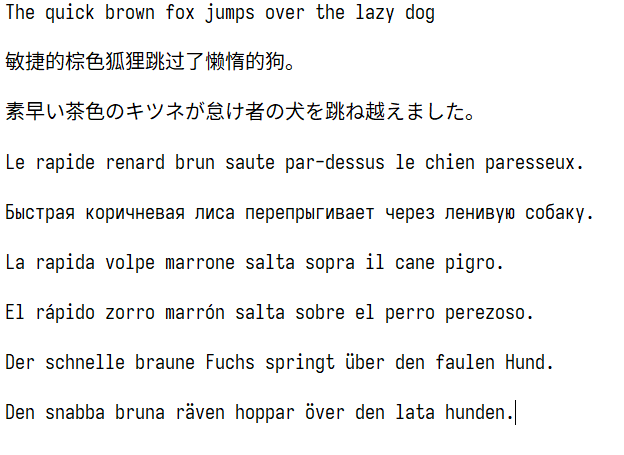 The quick brown fox jumps over the lazy dog
敏捷的棕色狐狸跳过了懒惰的狗。
素早い茶色のキツネが怠け者の犬を跳ね越えました。
Le rapide renard brun saute par-dessus le chien paresseux.
Быстрая коричневая лиса перепрыгивает через ленивую собаку.
La rapida volpe marrone salta sopra il cane pigro.
El rápido zorro marrón salta sobre el perro perezoso.
Der schnelle braune Fuchs springt über den faulen Hund.
Den snabba bruna räven hoppar över den lata hunden.